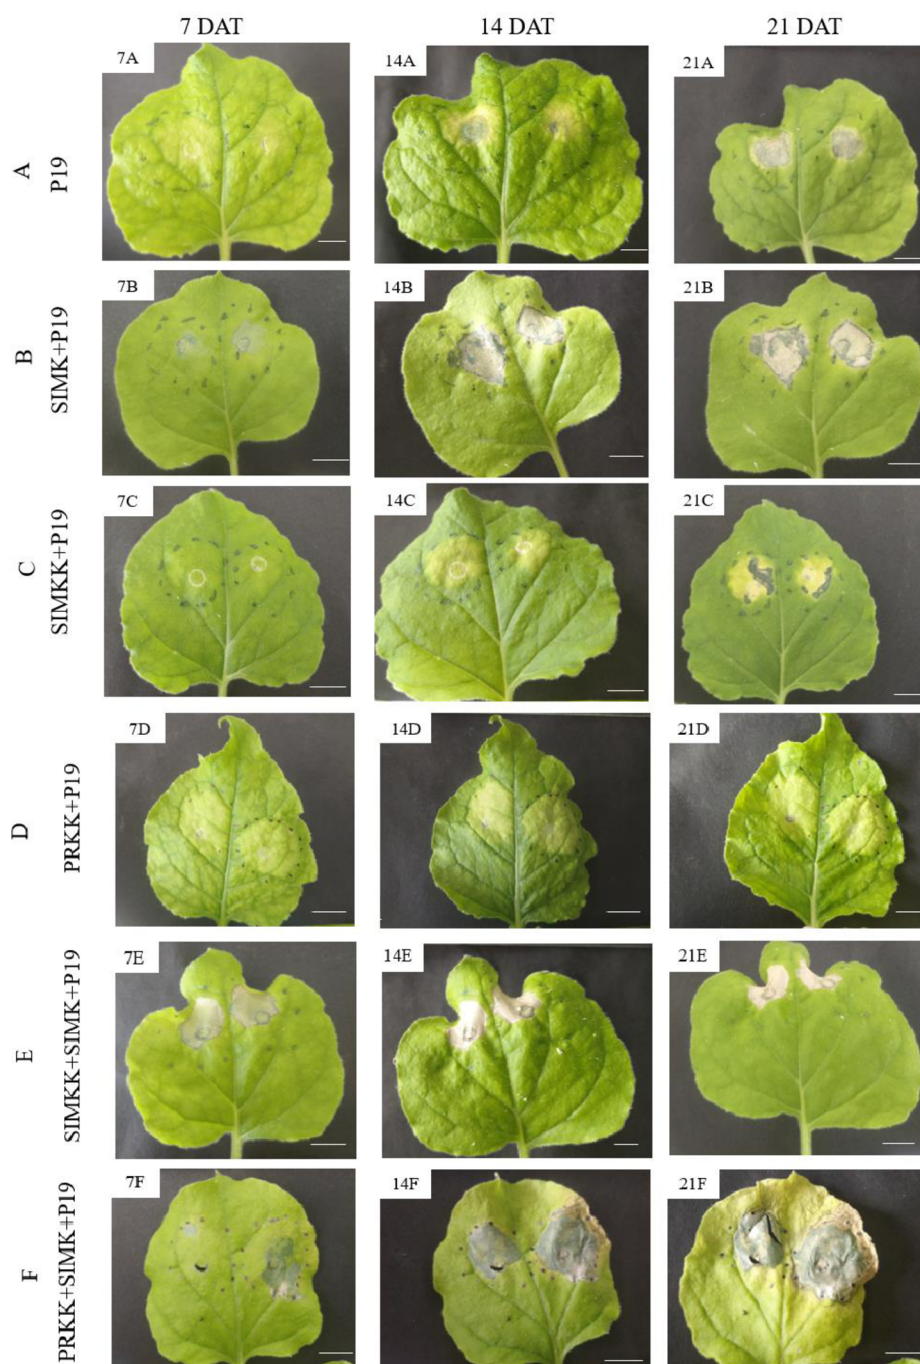 7 DAT 14 DAT 21 DAT
7A 14A 21A
A
P19
7B 14B 21B
B
SIMK+P19
7C 14C 21C
C
SIMKK+P19
7D 14D 21D
D
PRKK+P19
7E 14E 21E
E
SIMKK+SIMK+P19
7F 14F 21F
F
PRKK+SIMK+P19